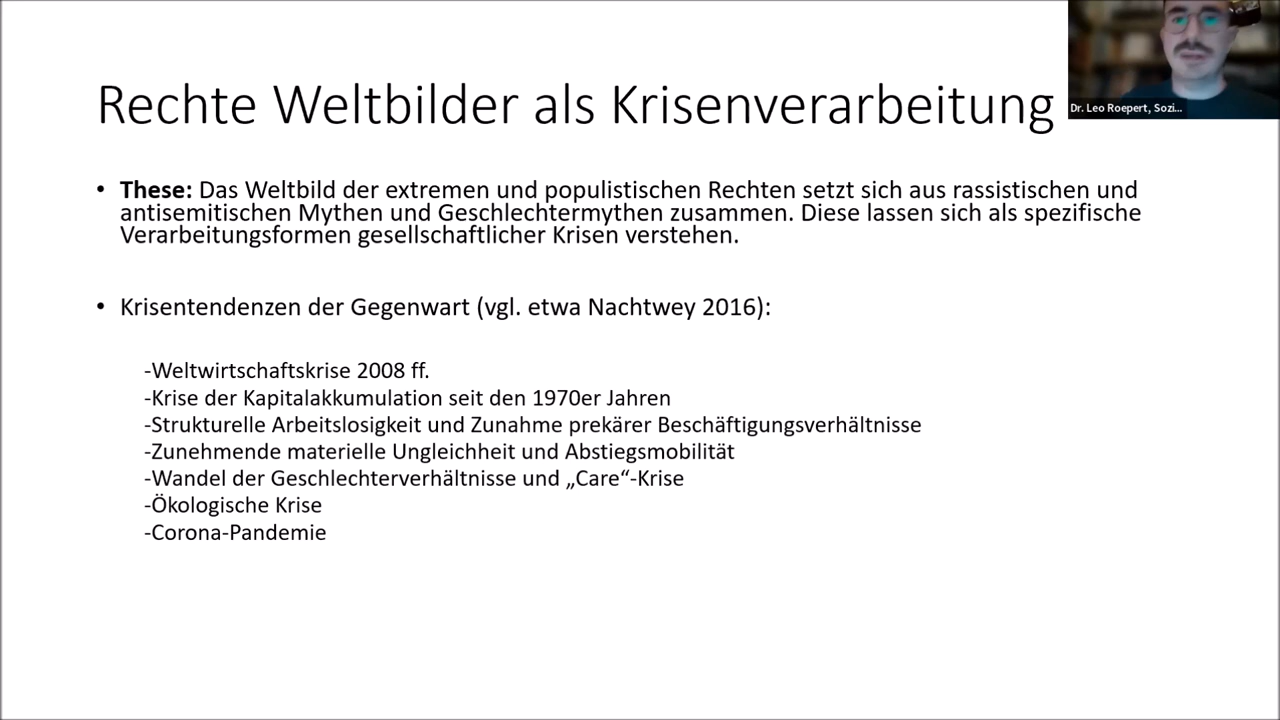 Rechte Weltbilder als Krisenverarbeitung
Dr. Leo Roepert, Sozi...
• These: Das Weltbild der extremen und populistischen Rechten setzt sich aus rassistischen und
antisemitischen Mythen und Geschlechtermythen zusammen. Diese lassen sich als spezifische
Verarbeitungsformen gesellschaftlicher Krisen verstehen.
• Krisentendenzen der Gegenwart (vgl. etwa Nachtwey 2016):
-Weltwirtschaftskrise 2008 ff.
-Krise der Kapitalakkumulation seit den 1970er Jahren
-Strukturelle Arbeitslosigkeit und Zunahme prekärer Beschäftigungsverhältnisse
-Zunehmende materielle Ungleichheit und Abstiegsmobilität
-Wandel der Geschlechterverhältnisse und „Care“-Krise
-Ökologische Krise
-Corona-Pandemie